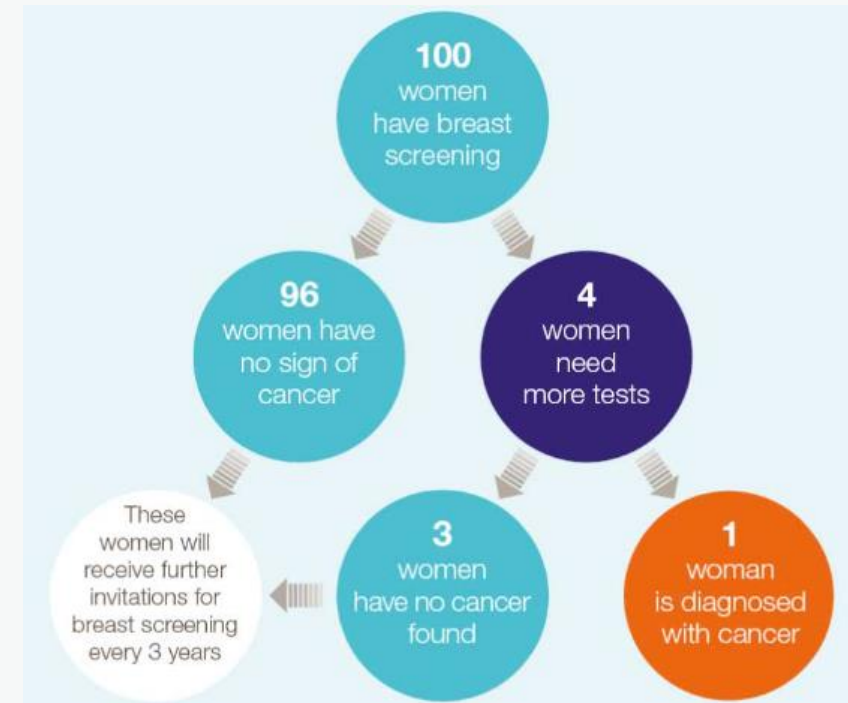 100
women
have breast
screening
96
women have
no sign of
cancer
4
women
need
more tests
These
women will
receive further
invitations for
breast screening
every 3 years
3
women
have no cancer
found
1
woman
is diagnosed
with cancer